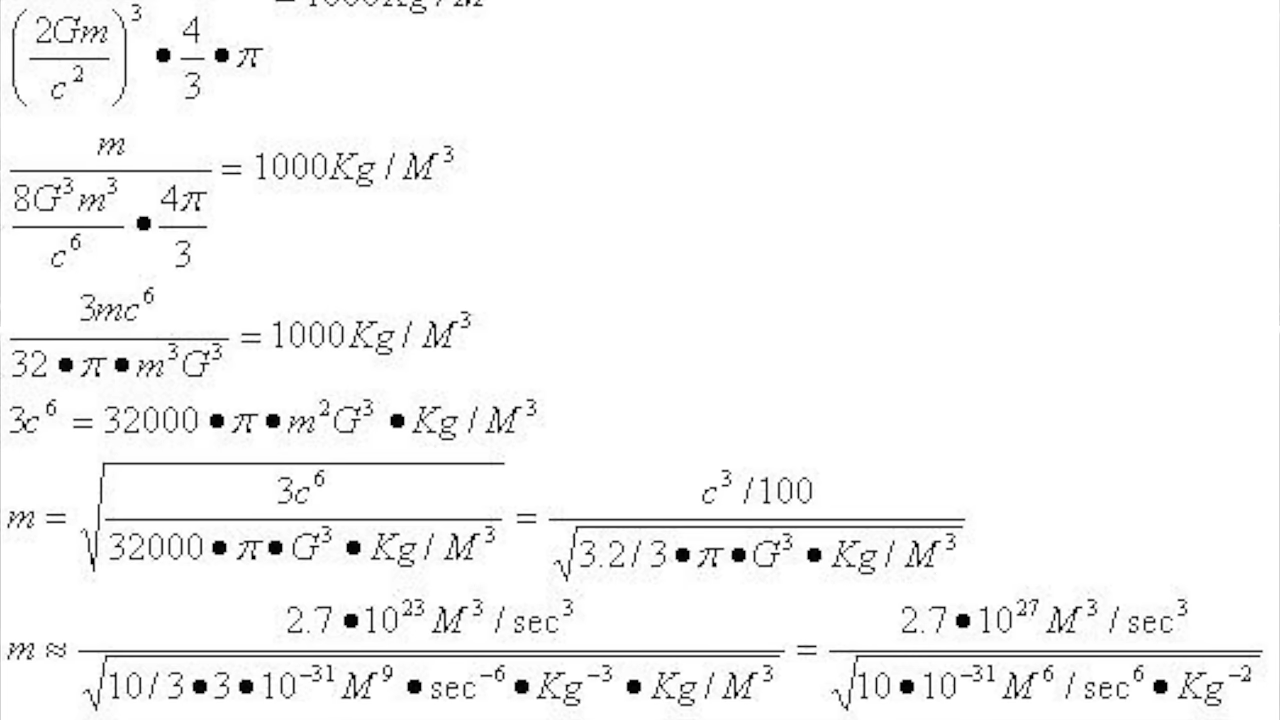 = 1000Kg / M
(2Gm / c²)³ • 4/3 • π
m / (8G³m³ / c⁶ • 4π / 3) = 1000Kg / M³
3mc⁶ / (32 • π • m³G³) = 1000Kg / M³
3c⁶ = 32000 • π • m²G³ • Kg / M³
m = √(3c⁶ / (32000 • π • G³ • Kg / M³)) = (c³ /100) / √(3.2 / 3 • π • G³ • Kg / M³)
m ≈ (2.7 • 10²³ M³ / sec³) / √(10 / 3 • 3 • 10⁻³¹ M⁹ • sec⁻⁶ • Kg⁻³ • Kg / M³) = (2.7 • 10²⁷ M³ / sec³) / √(10 • 10⁻³¹ M⁶ / sec⁶ • Kg⁻²)